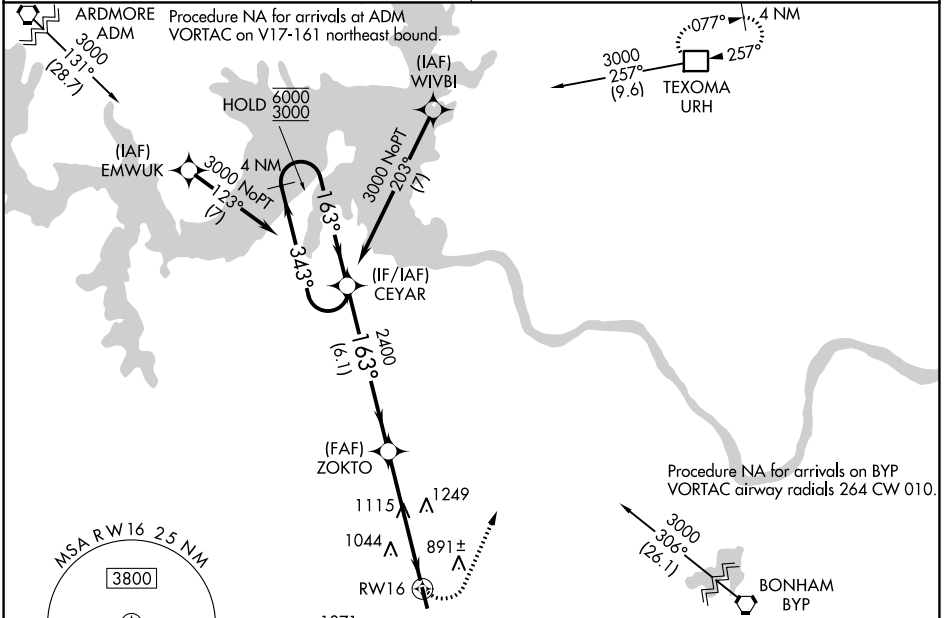 ARDMORE
ADM
Procedure NA for arrivals at ADM
VORTAC on V17-161 northeast bound.
3000
131°
(28.7)
077°
4 NM
257°
3000
257°
(9.6)
TEXOMA
URH
(IAF)
WIVBI
HOLD
6000
3000
(IAF)
EMWUK
3000 NoPT
123°
(7)
4 NM
163°
343°
3000 NoPT
203°
(7)
(IF/IAF)
CEYAR
2400
163°
(6.1)
(FAF)
ZOKTO
Procedure NA for arrivals on BYP
VORTAC airway radials 264 CW 010.
1115
1249
1044
891±
RW16
3000
306°
(26.1)
BONHAM
BYP
MSA RW16 25 NM
3800